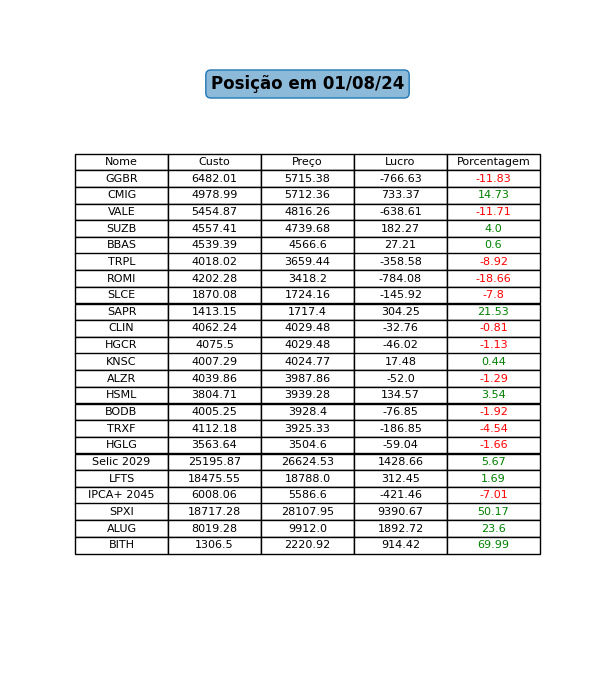 Posição em 01/08/24
Nome Custo Preço Lucro Porcentagem
GGBR 6482.01 5715.38 -766.63 -11.83
CMIG 4978.99 5712.36 733.37 14.73
VALE 5454.87 4816.26 -638.61 -11.71
SUZB 4557.41 4739.68 182.27 4.0
BBAS 4539.39 4566.6 27.21 0.6
TRPL 4018.02 3659.44 -358.58 -8.92
ROMI 4202.28 3418.2 -784.08 -18.66
SLCE 1870.08 1724.16 -145.92 -7.8
SAPR 1413.15 1717.4 304.25 21.53
CLIN 4062.24 4029.48 -32.76 -0.81
HGCR 4075.5 4029.48 -46.02 -1.13
KNSC 4007.29 4024.77 17.48 0.44
ALZR 4039.86 3987.86 -52.0 -1.29
HSML 3804.71 3939.28 134.57 3.54
BODB 4005.25 3928.4 -76.85 -1.92
TRXF 4112.18 3925.33 -186.85 -4.54
HGLG 3563.64 3504.6 -59.04 -1.66
Selic 2029 25195.87 26624.53 1428.66 5.67
LFTS 18475.55 18788.0 312.45 1.69
IPCA+ 2045 6008.06 5586.6 -421.46 -7.01
SPXI 18717.28 28107.95 9390.67 50.17
ALUG 8019.28 9912.0 1892.72 23.6
BITH 1306.5 2220.92 914.42 69.99